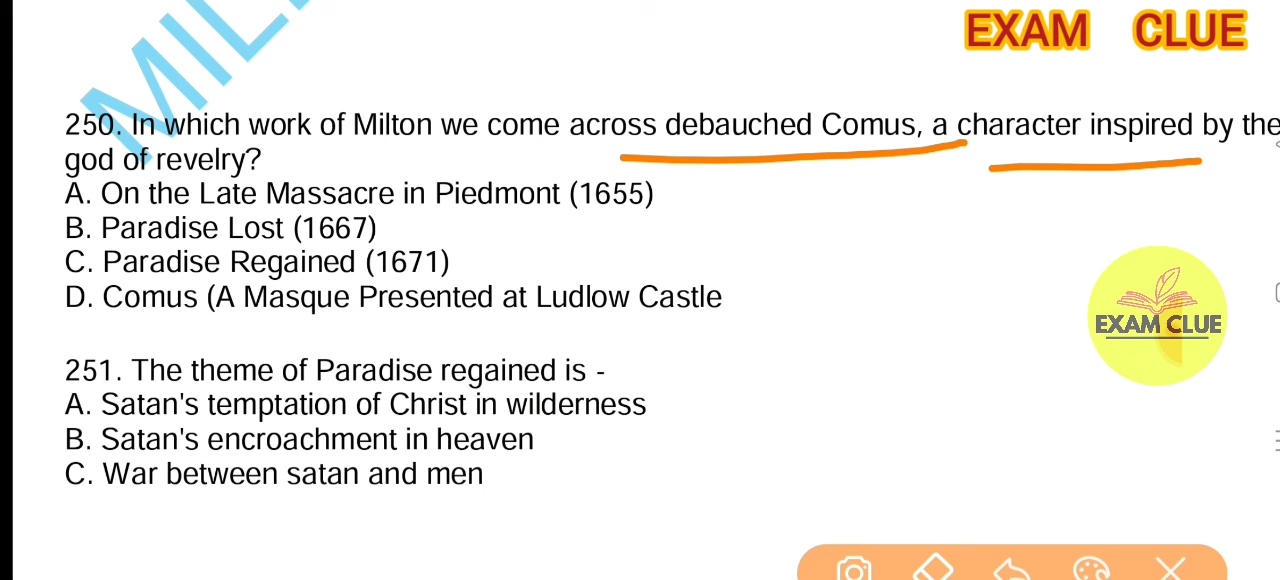 EXAM CLUE
250. In which work of Milton we come across debauched Comus, a character inspired by the
god of revelry?
A. On the Late Massacre in Piedmont (1655)
B. Paradise Lost (1667)
C. Paradise Regained (1671)
D. Comus (A Masque Presented at Ludlow Castle
EXAM CLUE
251. The theme of Paradise regained is -
A. Satan's temptation of Christ in wilderness
B. Satan's encroachment in heaven
C. War between satan and men